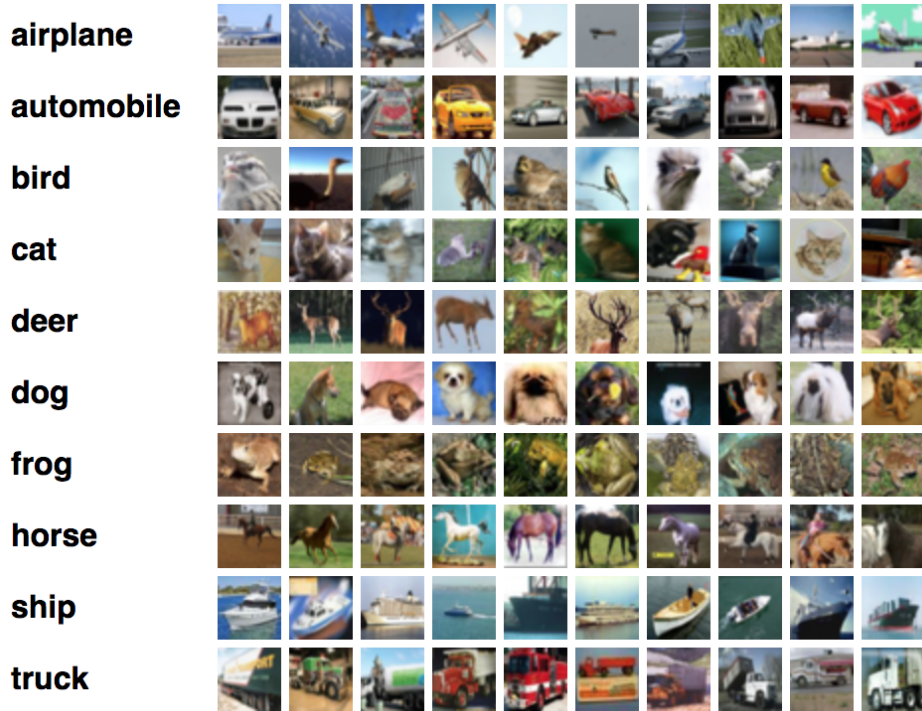 airplane
automobile
bird
cat
deer
dog
frog
horse
ship
truck